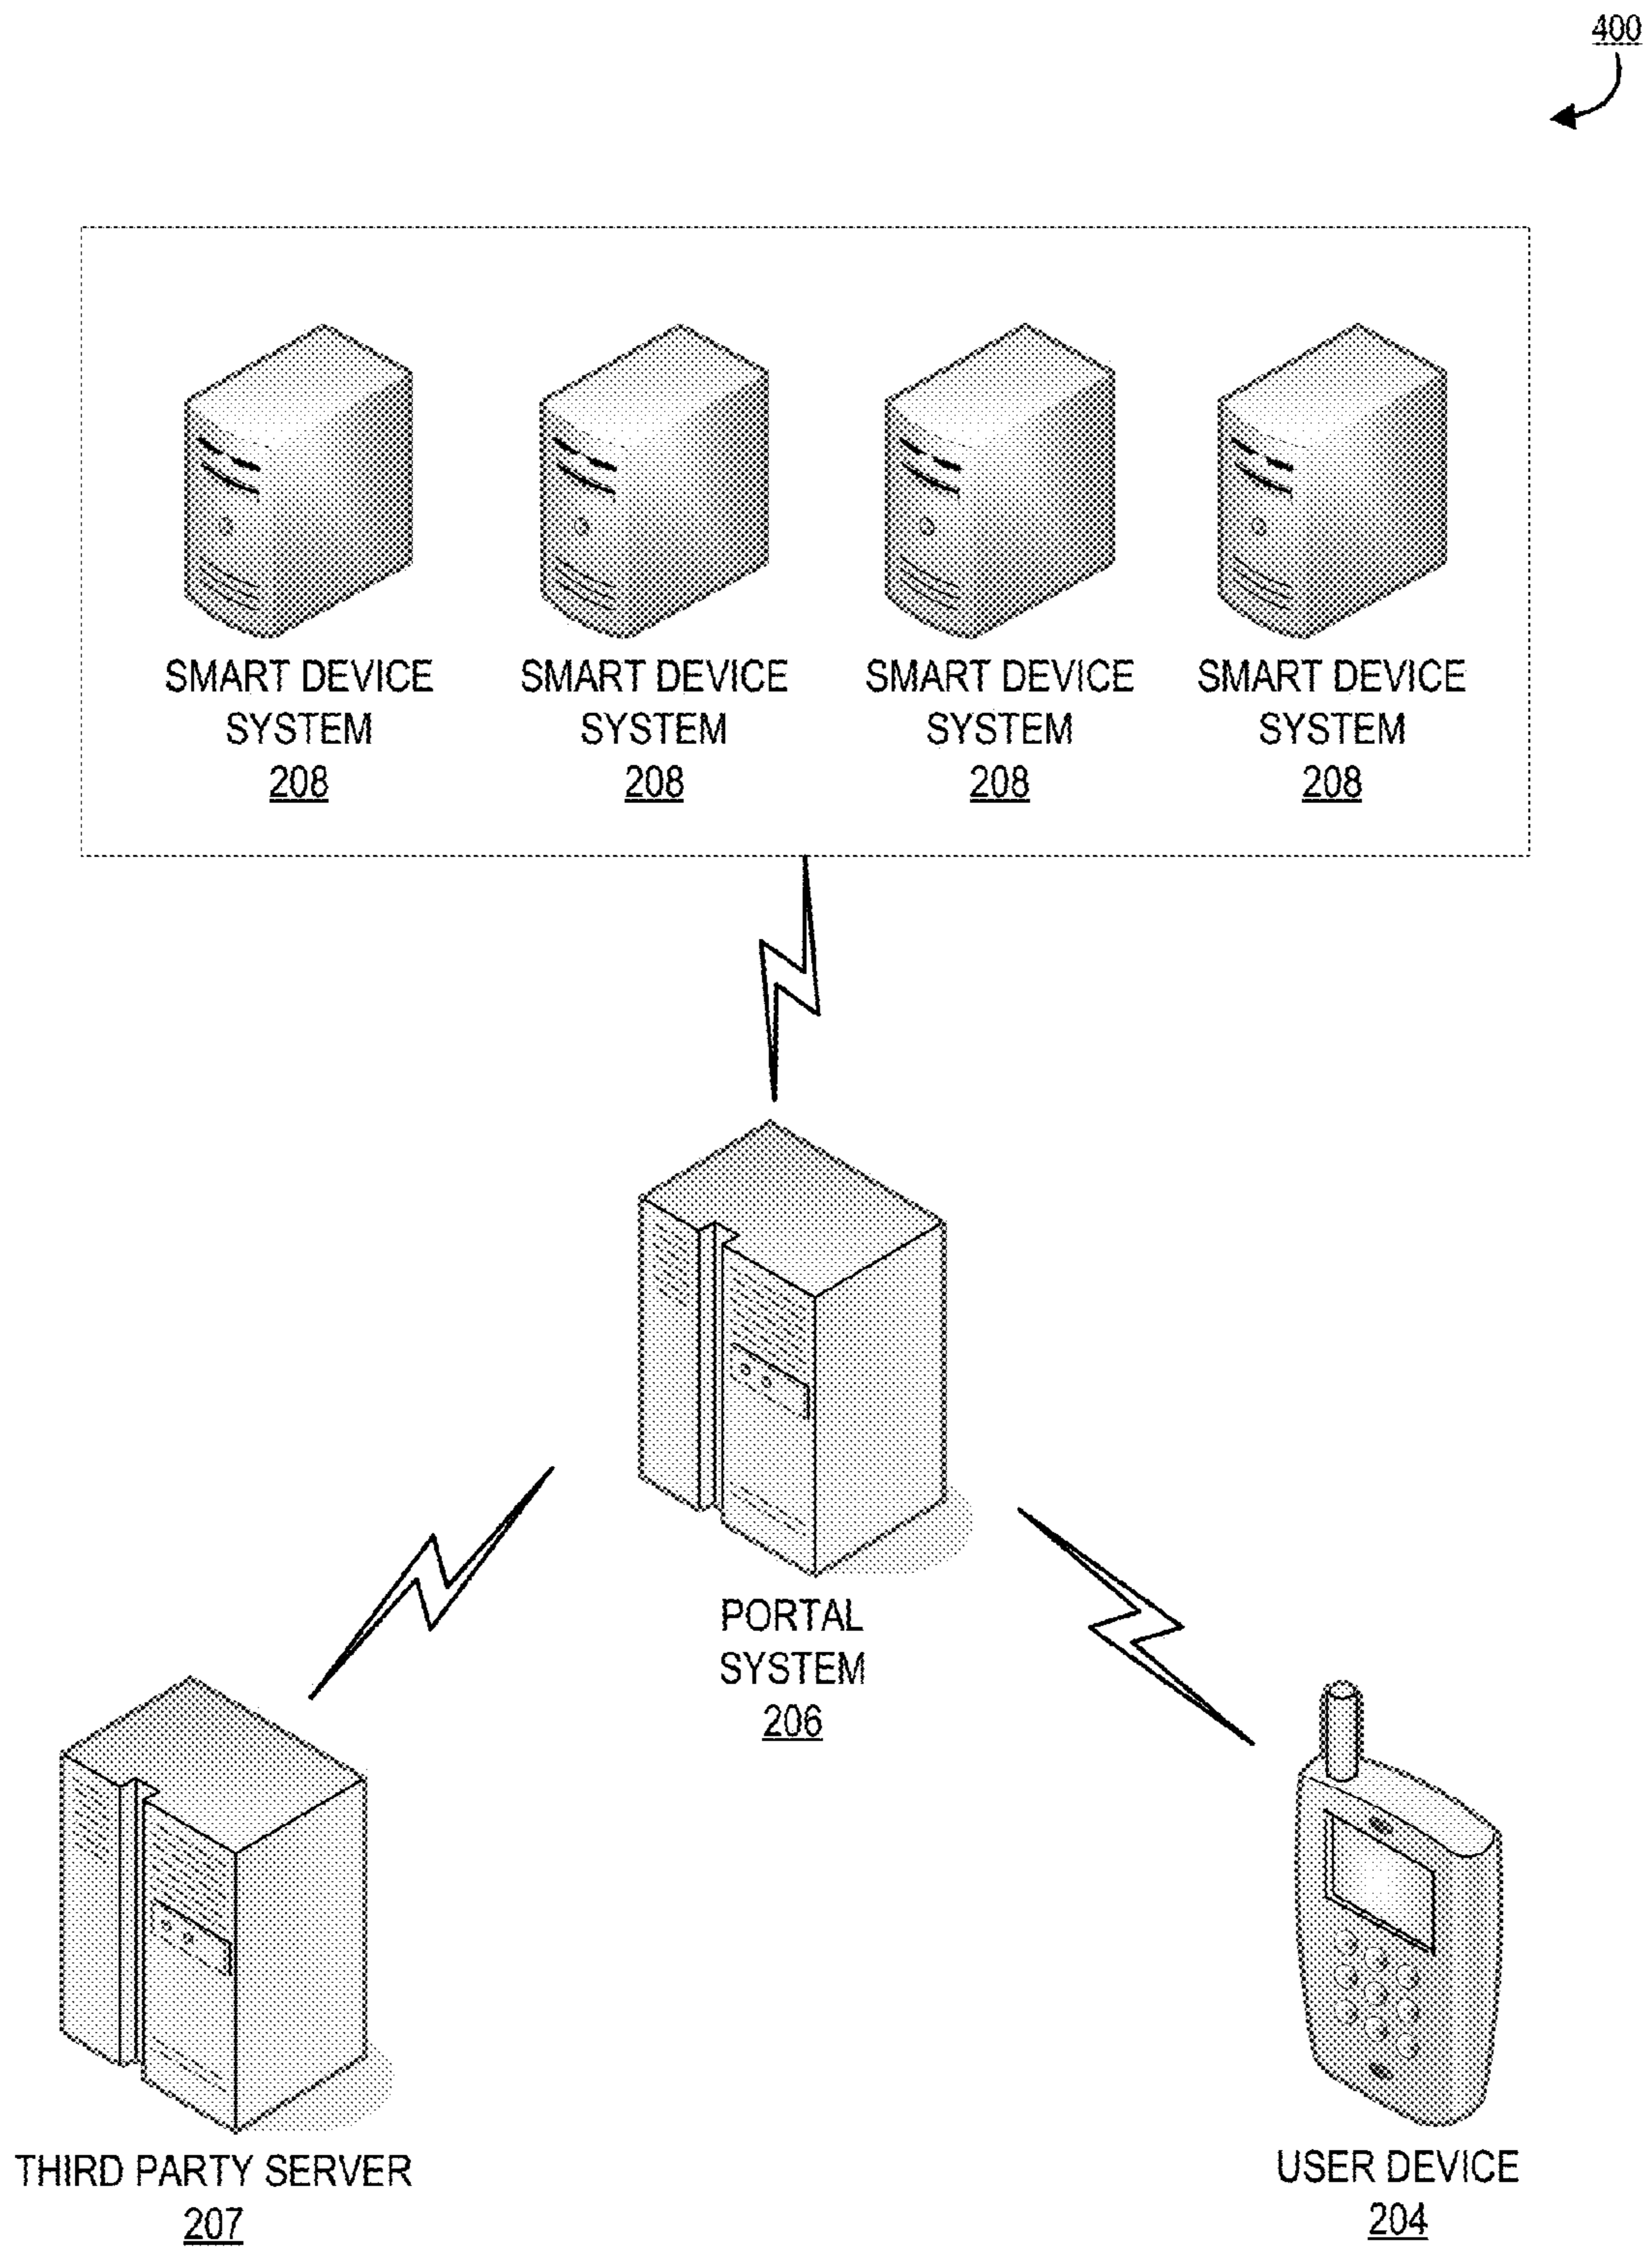 400
SMART DEVICE SMART DEVICE SMART DEVICE SMART DEVICE
SYSTEM SYSTEM SYSTEM SYSTEM
208 208 208 208
PORTAL
SYSTEM
206
THIRD PARTY SERVER
207
USER DEVICE
204